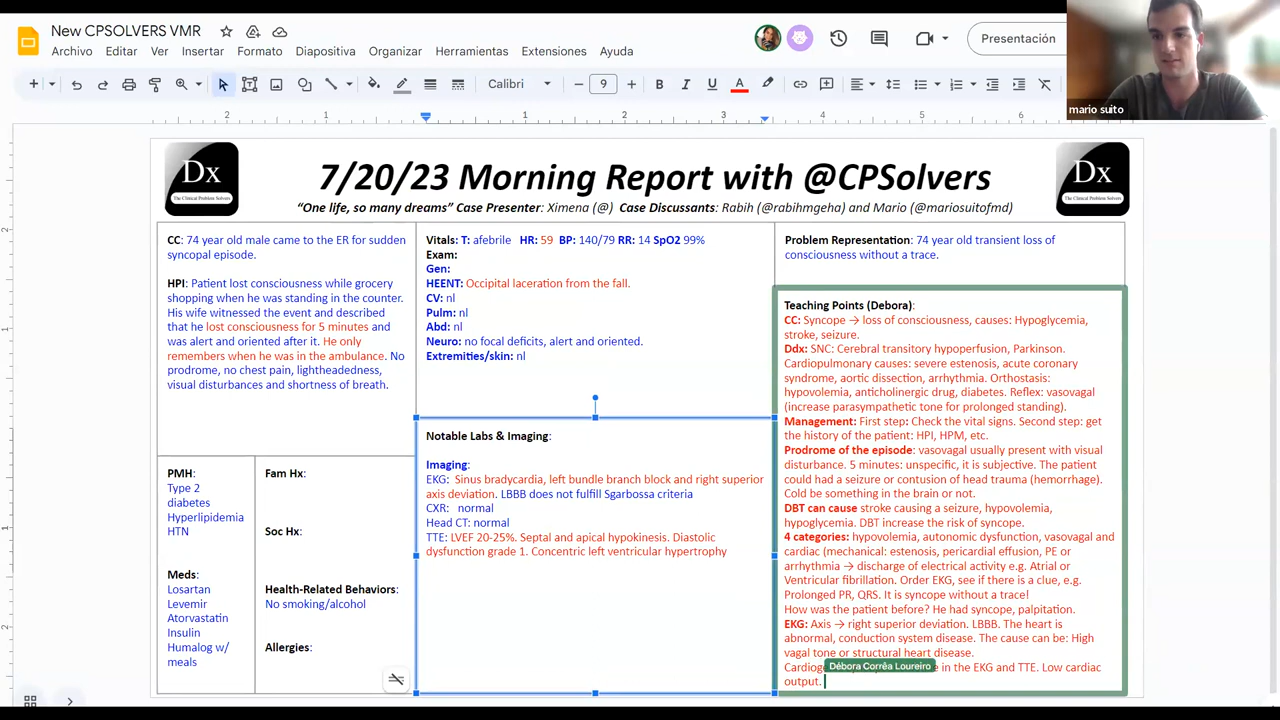 New CPSOLVERS VMR
Archivo Editar Ver Insertar Formato Diapositiva Organizar Herramientas Extensiones Ayuda
Presentación
mario suito
Calibri
9
2 1 1 2 3 4 5 6
Dx
The Clinical Problem Solvers
7/20/23 Morning Report with @CPSolvers
"One life, so many dreams" Case Presenter: Ximena (@) Case Discussants: Rabih (@rabihmgeha) and Mario (@mariosuitofmd)
Dx
The Clinical Problem Solvers
CC: 74 year old male came to the ER for sudden
syncopal episode.
HPI: Patient lost consciousness while grocery
shopping when he was standing in the counter.
His wife witnessed the event and described
that he lost consciousness for 5 minutes and
was alert and oriented after it. He only
remembers when he was in the ambulance. No
prodrome, no chest pain, lightheadedness,
visual disturbances and shortness of breath.
PMH:
Type 2
diabetes
Hyperlipidemia
HTN
Meds:
Losartan
Levemir
Atorvastatin
Insulin
Humalog w/
meals
Fam Hx:
Soc Hx:
Health-Related Behaviors:
No smoking/alcohol
Allergies:
Vitals: T: afebrile HR: 59 BP: 140/79 RR: 14 SpO2 99%
Exam:
Gen:
HEENT: Occipital laceration from the fall.
CV: nl
Pulm: nl
Abd: nl
Neuro: no focal deficits, alert and oriented.
Extremities/skin: nl
Notable Labs & Imaging:
Imaging:
EKG: Sinus bradycardia, left bundle branch block and right superior
axis deviation. LBBB does not fulfill Sgarbossa criteria
CXR: normal
Head CT: normal
TTE: LVEF 20-25%. Septal and apical hypokinesis. Diastolic
dysfunction grade 1. Concentric left ventricular hypertrophy
Problem Representation: 74 year old transient loss of
consciousness without a trace.
Teaching Points (Debora):
CC: Syncope → loss of consciousness, causes: Hypoglycemia,
stroke, seizure.
Ddx: SNC: Cerebral transitory hypoperfusion, Parkinson.
Cardiopulmonary causes: severe estenosis, acute coronary
syndrome, aortic dissection, arrhythmia. Orthostasis:
hypovolemia, anticholinergic drug, diabetes. Reflex: vasovagal
(increase parasympathetic tone for prolonged standing).
Management: First step: Check the vital signs. Second step: get
the history of the patient: HPI, HPM, etc.
Prodrome of the episode: vasovagal usually present with visual
disturbance. 5 minutes: unspecific, it is subjective. The patient
could had a seizure or contusion of head trauma (hemorrhage).
Cold be something in the brain or not.
DBT can cause stroke causing a seizure, hypovolemia,
hypoglycemia. DBT increase the risk of syncope.
4 categories: hypovolemia, autonomic dysfunction, vasovagal and
cardiac (mechanical: estenosis, pericardial effusion, PE or
arrhythmia → discharge of electrical activity e.g. Atrial or
Ventricular fibrillation. Order EKG, see if there is a clue, e.g.
Prolonged PR, QRS. It is syncope without a trace!
How was the patient before? He had syncope, palpitation.
EKG: Axis → right superior deviation. LBBB. The heart is
abnormal, conduction system disease. The cause can be: High
vagal tone or structural heart disease.
Débora Corrêa Loureiro
in the EKG and TTE. Low cardiac
output.